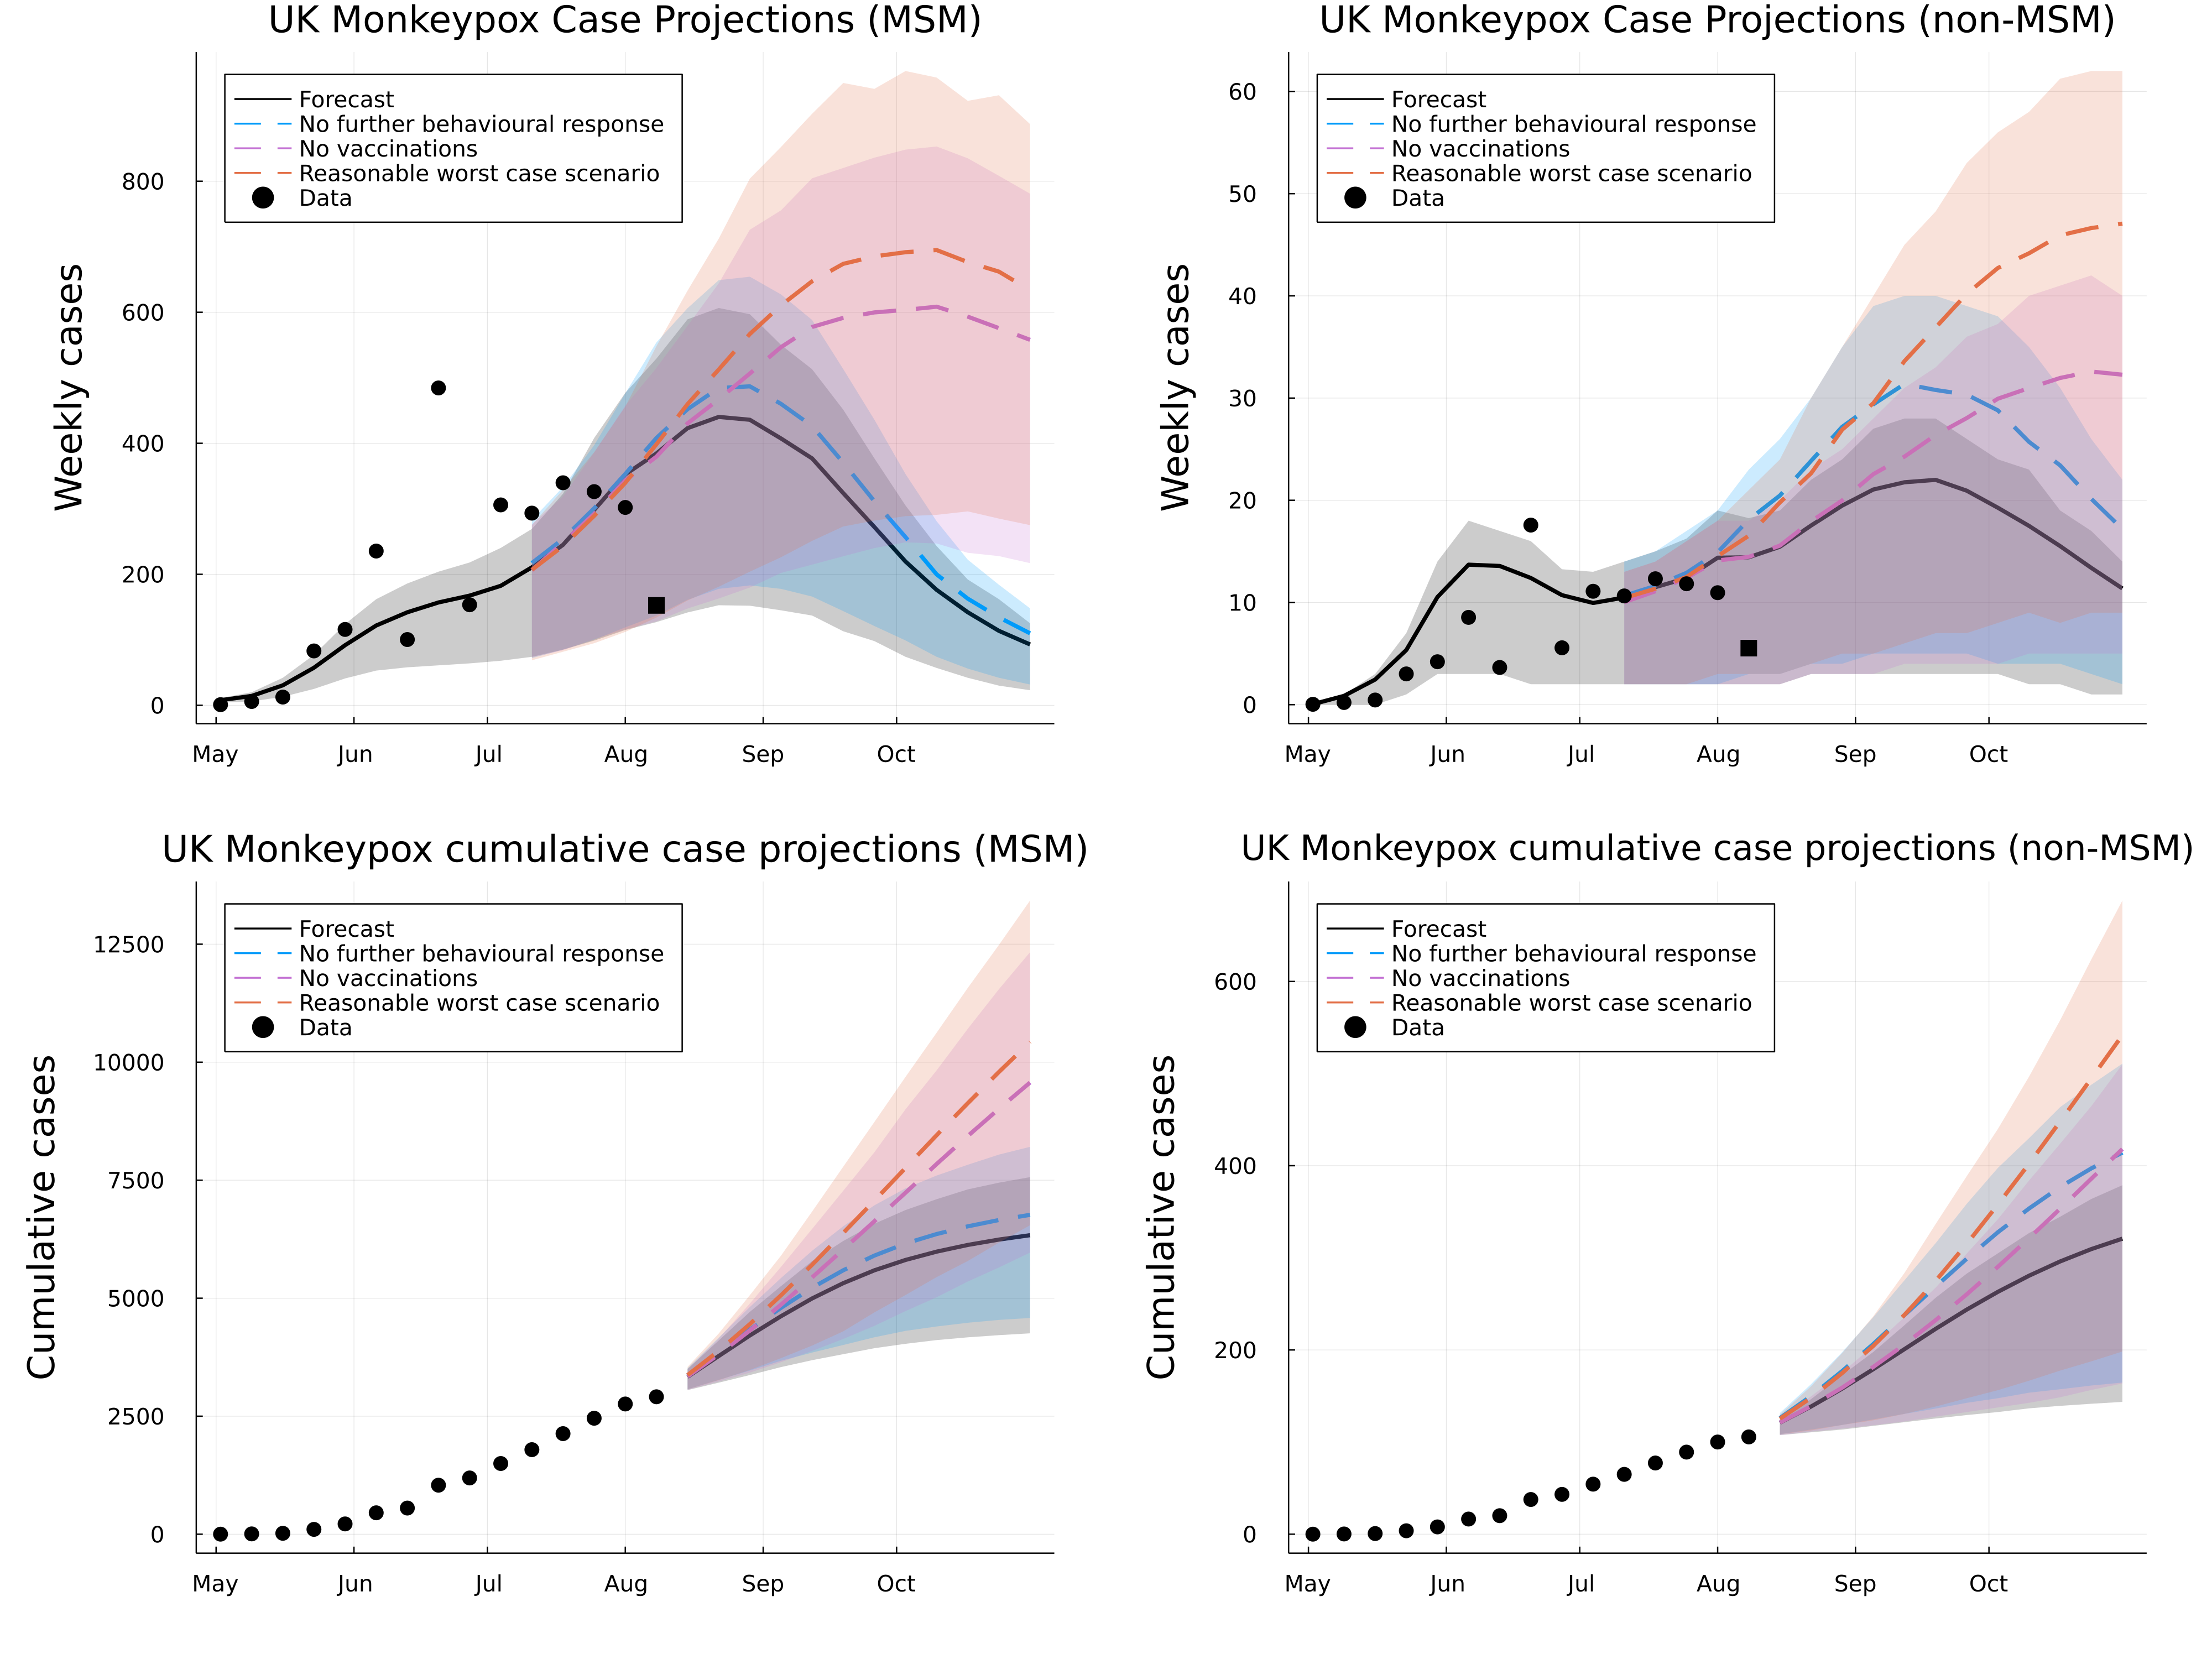 UK Monkeypox Case Projections (MSM)
Weekly cases
800
600
400
200
0
Forecast
No further behavioural response
No vaccinations
Reasonable worst case scenario
Data
May
Jun
Jul
Aug
Sep
Oct
UK Monkeypox Case Projections (non-MSM)
Weekly cases
60
50
40
30
20
10
0
Forecast
No further behavioural response
No vaccinations
Reasonable worst case scenario
Data
May
Jun
Jul
Aug
Sep
Oct
UK Monkeypox cumulative case projections (MSM)
Cumulative cases
12500
10000
7500
5000
2500
0
Forecast
No further behavioural response
No vaccinations
Reasonable worst case scenario
Data
May
Jun
Jul
Aug
Sep
Oct
UK Monkeypox cumulative case projections (non-MSM)
Cumulative cases
600
400
200
0
Forecast
No further behavioural response
No vaccinations
Reasonable worst case scenario
Data
May
Jun
Jul
Aug
Sep
Oct